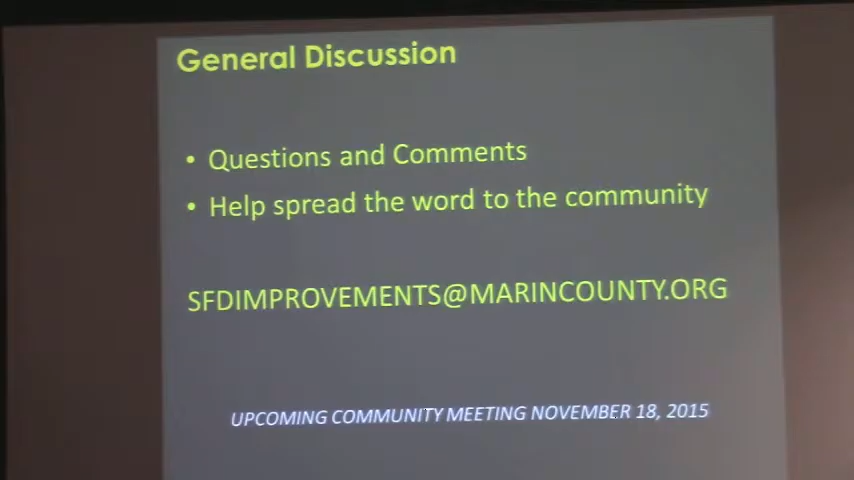 General Discussion
• Questions and Comments
• Help spread the word to the community
SFDIMPROVEMENTS@MARINCOUNTY.ORG
UPCOMING COMMUNITY MEETING NOVEMBER 18, 2015